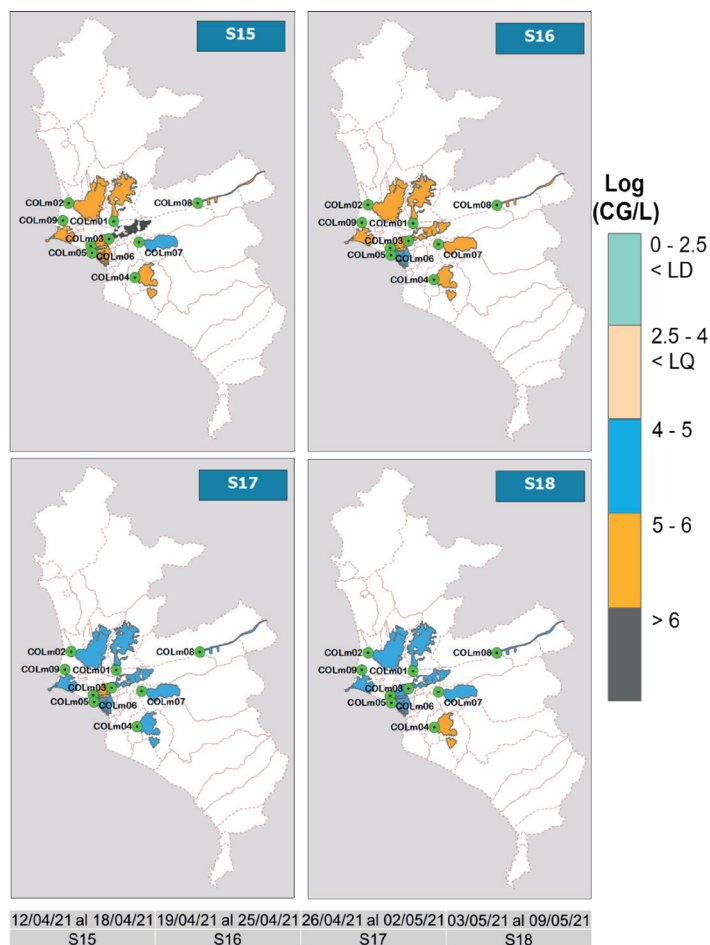 S15
COLm02
COLm08
COLm09
COLm01
COLm03
COLm05
COLm06
COLm07
COLm04
S16
COLm02
COLm08
COLm09
COLm01
COLm03
COLm05
COLm06
COLm07
COLm04
Log
(CG/L)
0 - 2.5
< LD
2.5 - 4
< LQ
4 - 5
5 - 6
> 6
S17
COLm02
COLm08
COLm09
COLm01
COLm03
COLm05
COLm06
COLm07
COLm04
S18
COLm02
COLm08
COLm09
COLm01
COLm03
COLm05
COLm06
COLm07
COLm04
12/04/21 al 18/04/21 19/04/21 al 25/04/21 26/04/21 al 02/05/21 03/05/21 al 09/05/21
S15 S16 S17 S18